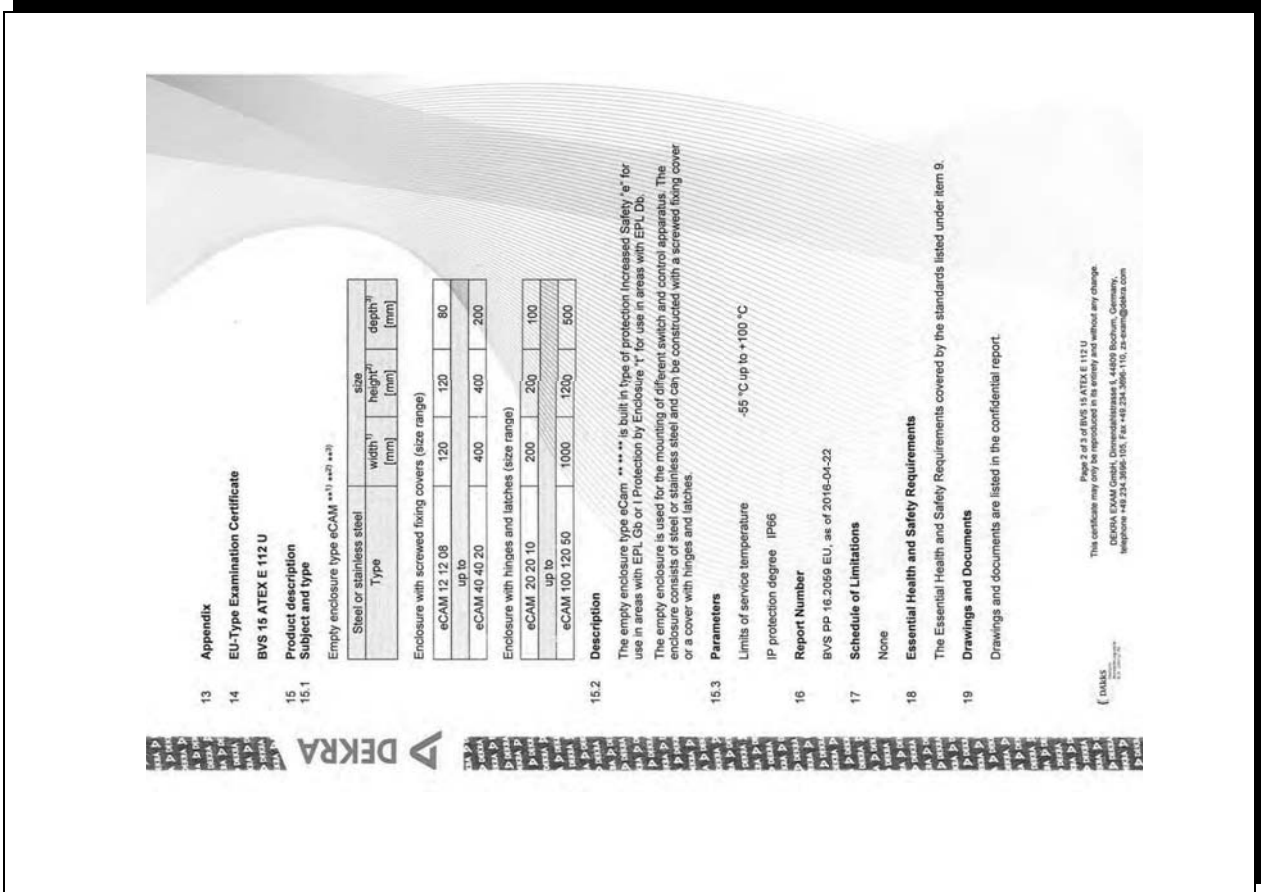 DEKRA
13 Appendix
14 EU-Type Examination Certificate
BVS 15 ATEX E 112 U
15 Product description
15.1 Subject and type
Empty enclosure type eCAM **1) **2) **3)
Steel or stainless steel size
Type width1) [mm] height2) [mm] depth3) [mm]
Enclosure with screwed fixing covers (size range)
eCAM 12 12 08 120 120 80
up to
eCAM 40 40 20 400 400 200
Enclosure with hinges and latches (size range)
eCAM 20 20 10 200 200 100
up to
eCAM 100 120 50 1000 1200 500
15.2 Description
The empty enclosure type eCam ** ** ** is built in type of protection Increased Safety "e" for
use in areas with EPL Gb or I Protection by Enclosure "t" for use in areas with EPL Db.
The empty enclosure is used for the mounting of different switch and control apparatus. The
enclosure consists of steel or stainless steel and can be constructed with a screwed fixing cover
or a cover with hinges and latches.
15.3 Parameters
Limits of service temperature -55 °C up to +100 °C
IP protection degree IP66
16 Report Number
BVS PP 16.2059 EU, as of 2016-04-22
17 Schedule of Limitations
None
18 Essential Health and Safety Requirements
The Essential Health and Safety Requirements covered by the standards listed under item 9.
19 Drawings and Documents
Drawings and documents are listed in the confidential report.
DAkkS
Page 2 of 3 of BVS 15 ATEX E 112 U
This certificate may only be reproduced in its entirety and without any change.
DEKRA EXAM GmbH, Dinnendahlstrasse 9, 44809 Bochum, Germany,
telephone +49.234.3696-105, Fax +49.234.3696-110, zs-exam@dekra.com